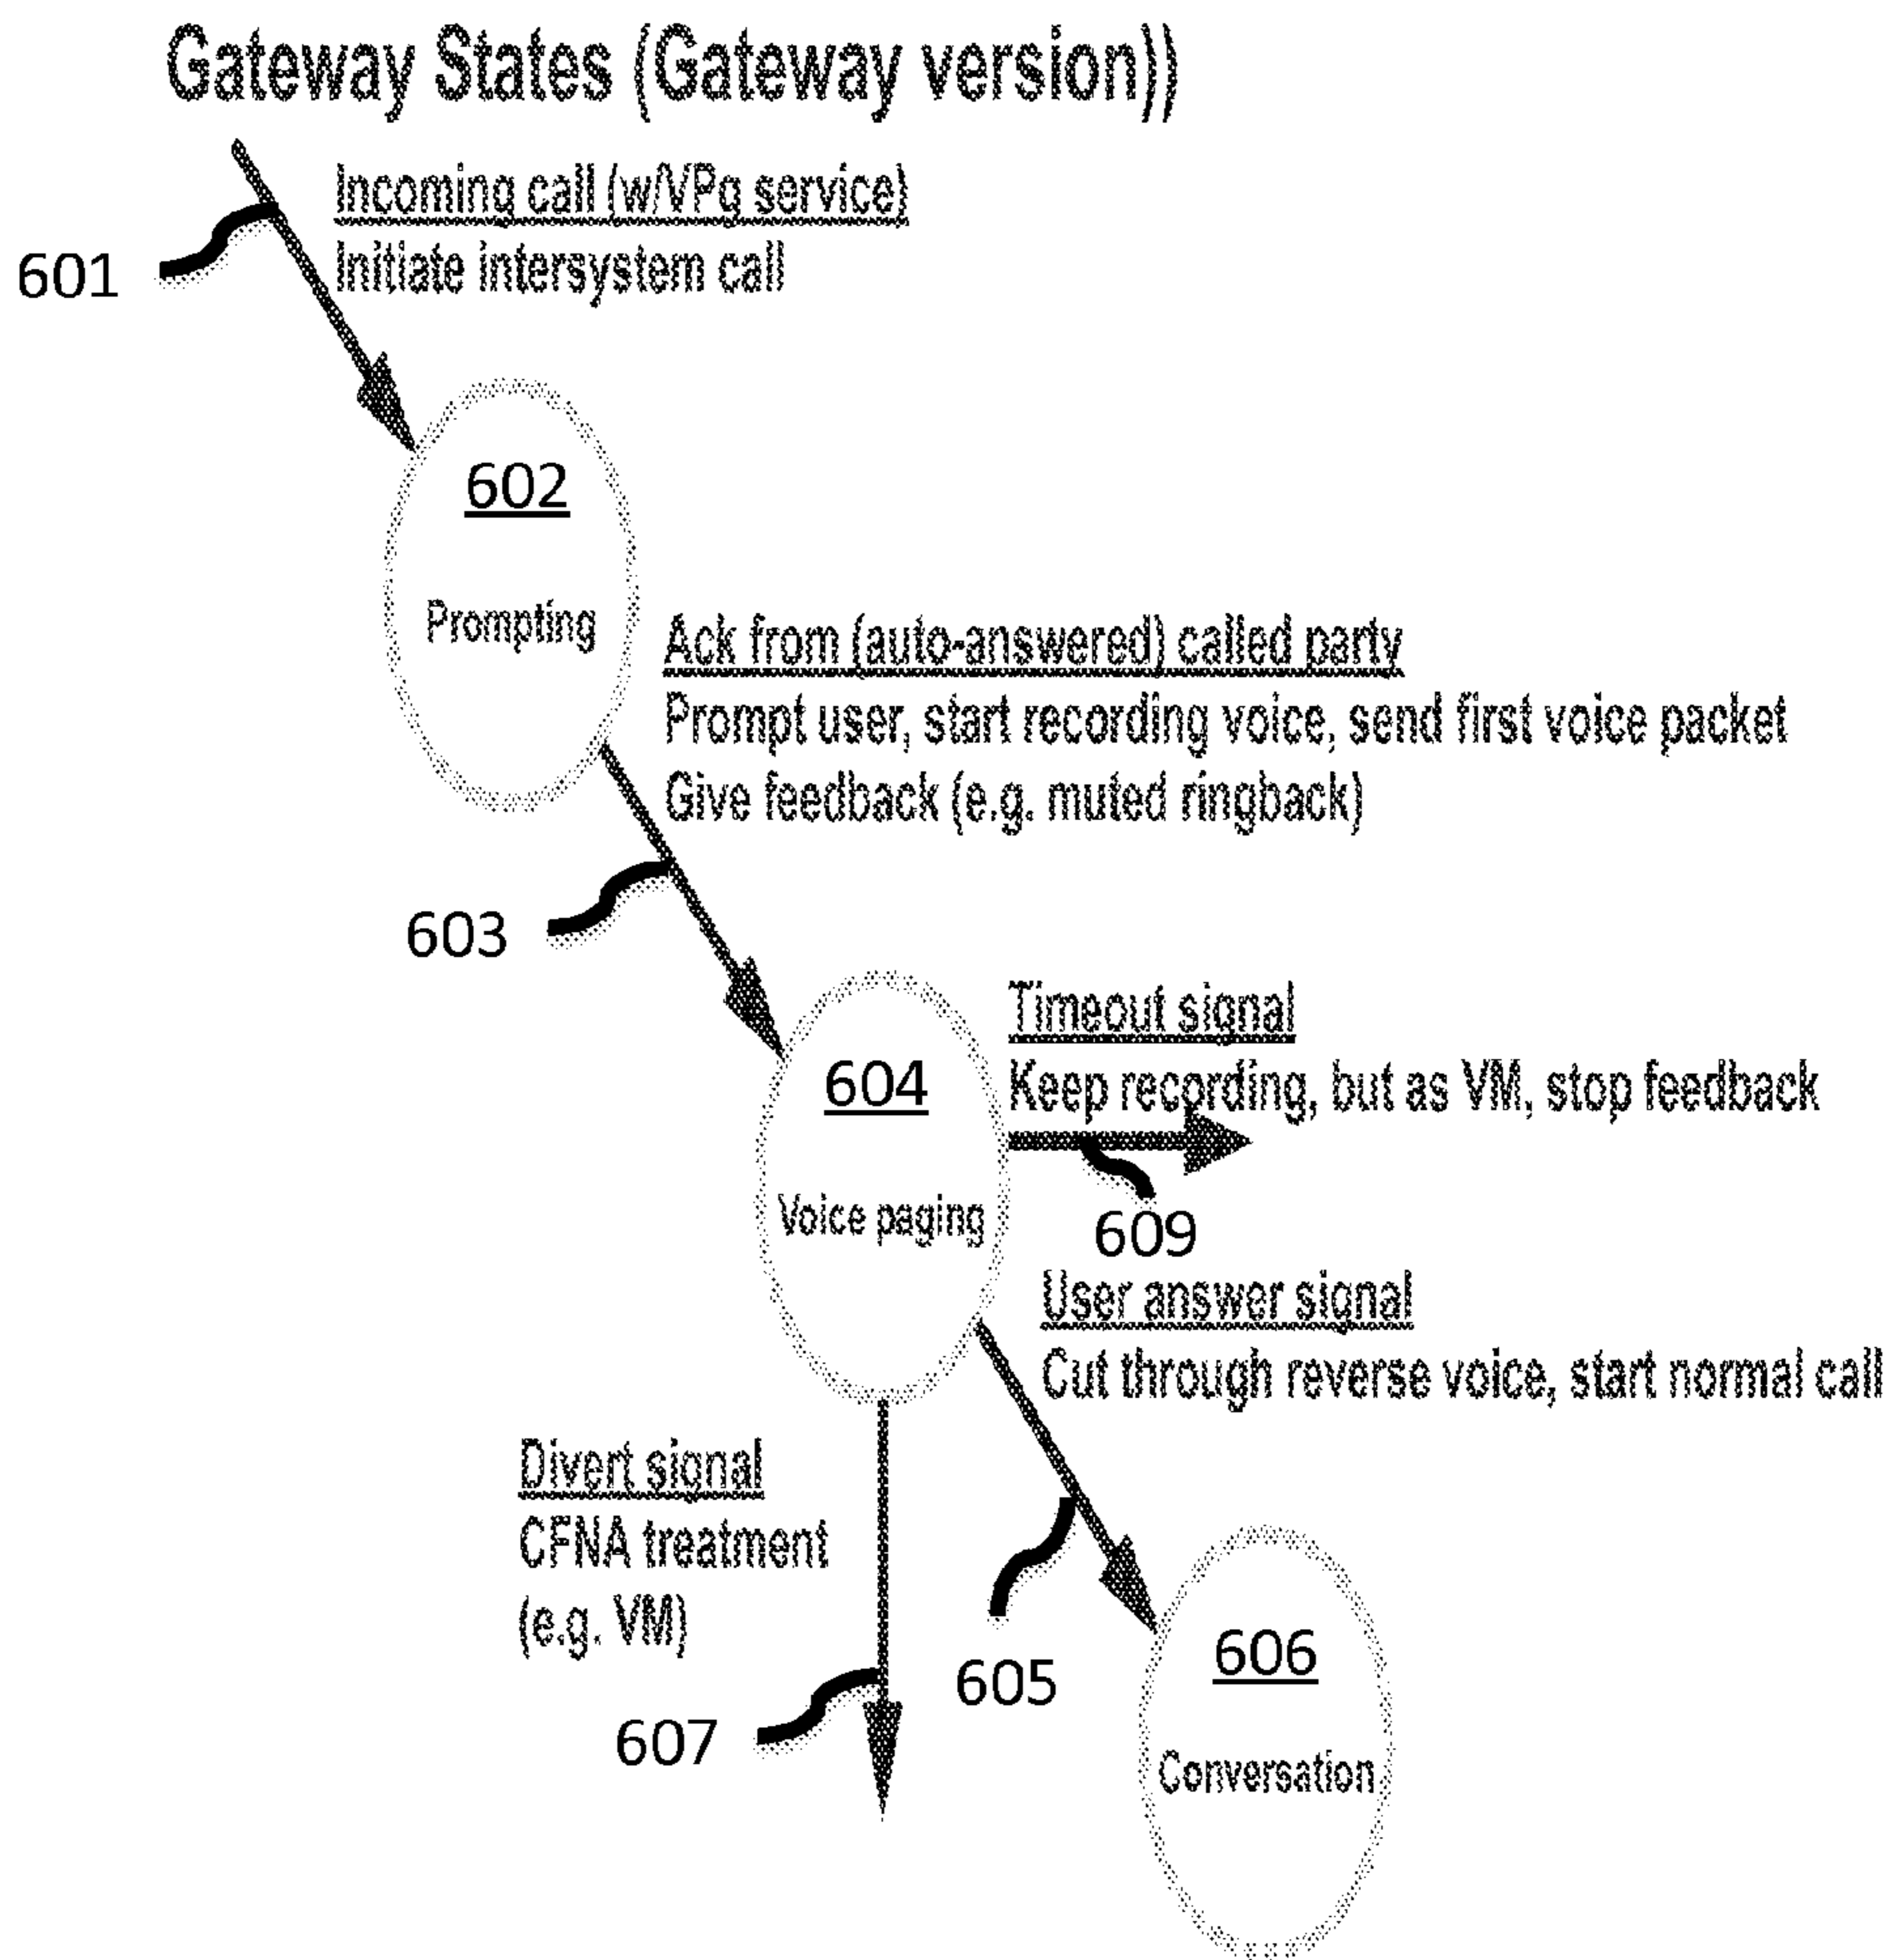 Gateway States (Gateway version))
Incoming call (w/VPg service)
Initiate intersystem call
601
602
Prompting
Ack from (auto-answered) called party
Prompt user, start recording voice, send first voice packet
Give feedback (e.g. muted ringback)
603
604
Voice paging
Timeout signal
Keep recording, but as VM, stop feedback
609
User answer signal
Cut through reverse voice, start normal call
Divert signal
CFNA treatment
(e.g. VM)
605
607
606
Conversation